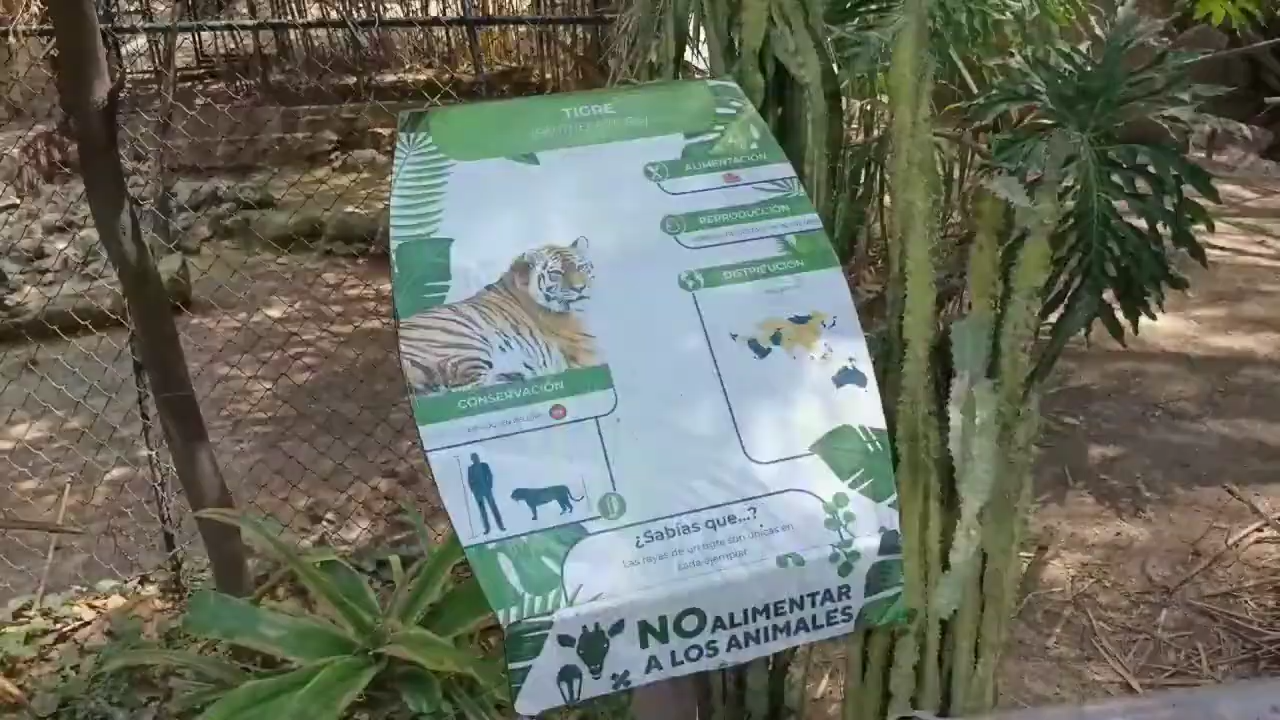 TIGRE
ALIMENTACIÓN
REPRODUCCIÓN
CONSERVACIÓN
¿Sabías que...?
Las rayas de un tigre son únicas en
cada ejemplar
NO ALIMENTAR
A LOS ANIMALES